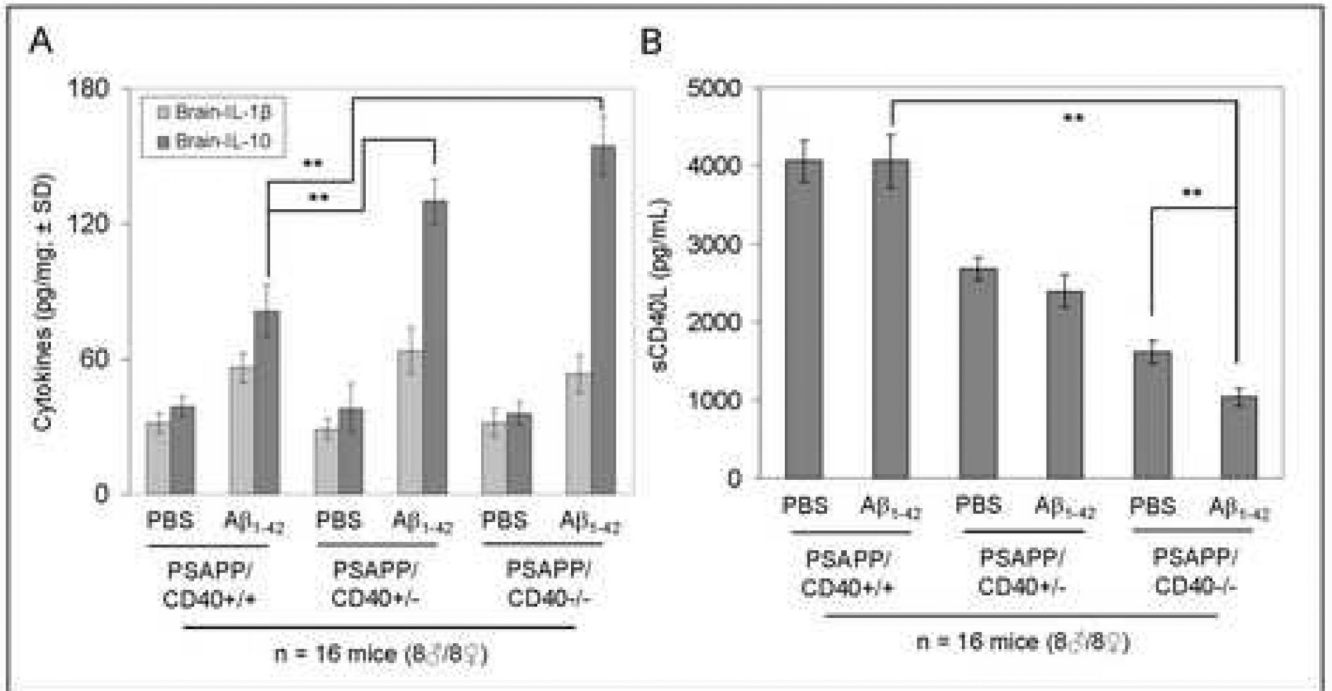 A
180
120
60
0
Cytokines (pg/mg; ± SD)
Brain-IL-1β
Brain-IL-10
**
**
PBS Aβ₁₋₄₂ PBS Aβ₁₋₄₂ PBS Aβ₁₋₄₂
PSAPP/ PSAPP/ PSAPP/
CD40+/+ CD40+/- CD40-/-
n = 16 mice (8♂/8♀)
B
5000
4000
3000
2000
1000
0
sCD40L (pg/mL)
**
**
PBS Aβ₁₋₄₂ PBS Aβ₁₋₄₂ PBS Aβ₁₋₄₂
PSAPP/ PSAPP/ PSAPP/
CD40+/+ CD40+/- CD40-/-
n = 16 mice (8♂/8♀)